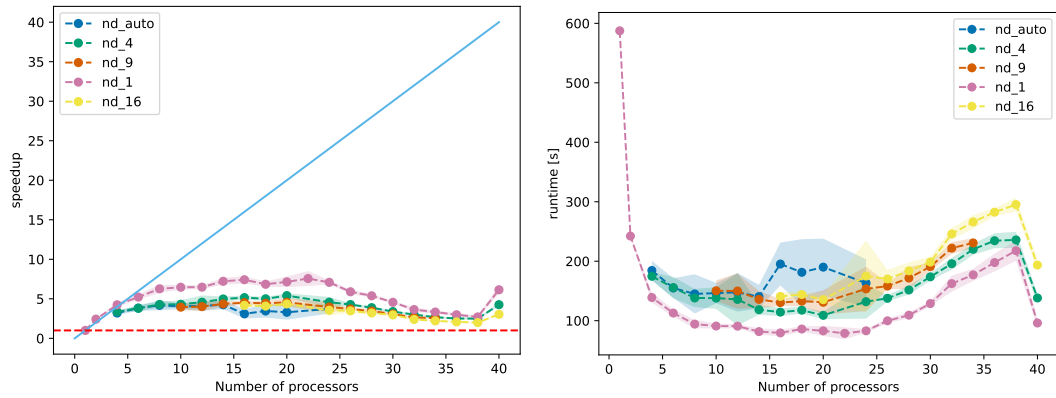 40
35
30
25
20
15
10
5
0
speedup
nd_auto
nd_4
nd_9
nd_1
nd_16
0 5 10 15 20 25 30 35 40
Number of processors
600
500
400
300
200
100
runtime [s]
nd_auto
nd_4
nd_9
nd_1
nd_16
0 5 10 15 20 25 30 35 40
Number of processors